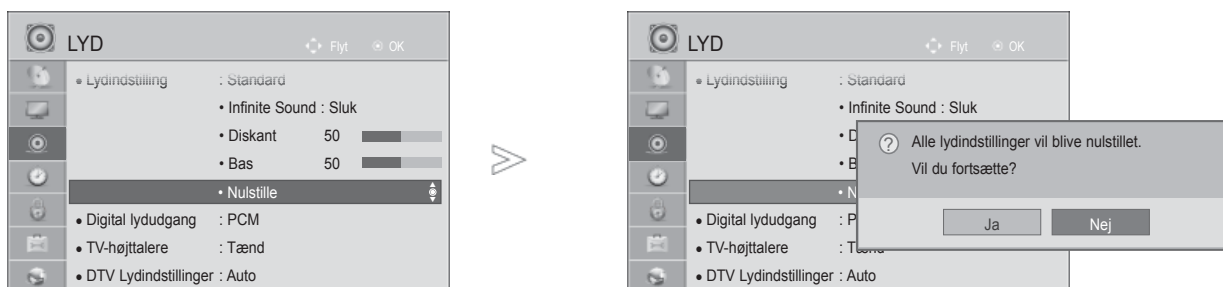 LYD
Flyt
OK
• Lydindstilling : Standard
• Infinite Sound : Sluk
• Diskant 50
• Bas 50
• Nulstille
• Digital lydudgang : PCM
• TV-højttalere : Tænd
• DTV Lydindstillinger : Auto
LYD
Flyt
OK
• Lydindstilling : Standard
• Infinite Sound : Sluk
• Digital lydudgang
• TV-højttalere
• DTV Lydindstillinger : Auto
? Alle lydindstillinger vil blive nulstillet.
Vil du fortsætte?
Ja
Nej